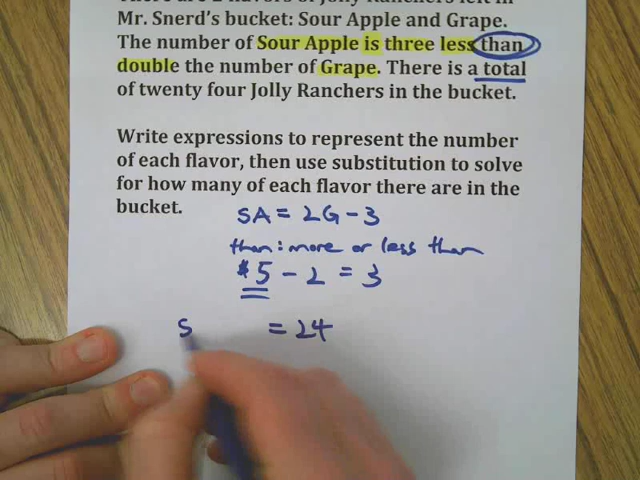 Mr. Snerd's bucket: Sour Apple and Grape.
The number of Sour Apple is three less than
double the number of Grape. There is a total
of twenty four Jolly Ranchers in the bucket.
Write expressions to represent the number
of each flavor, then use substitution to solve
for how many of each flavor there are in the
bucket.
SA = 2G - 3
than: more or less than
$5 - 2 = 3
S = 24